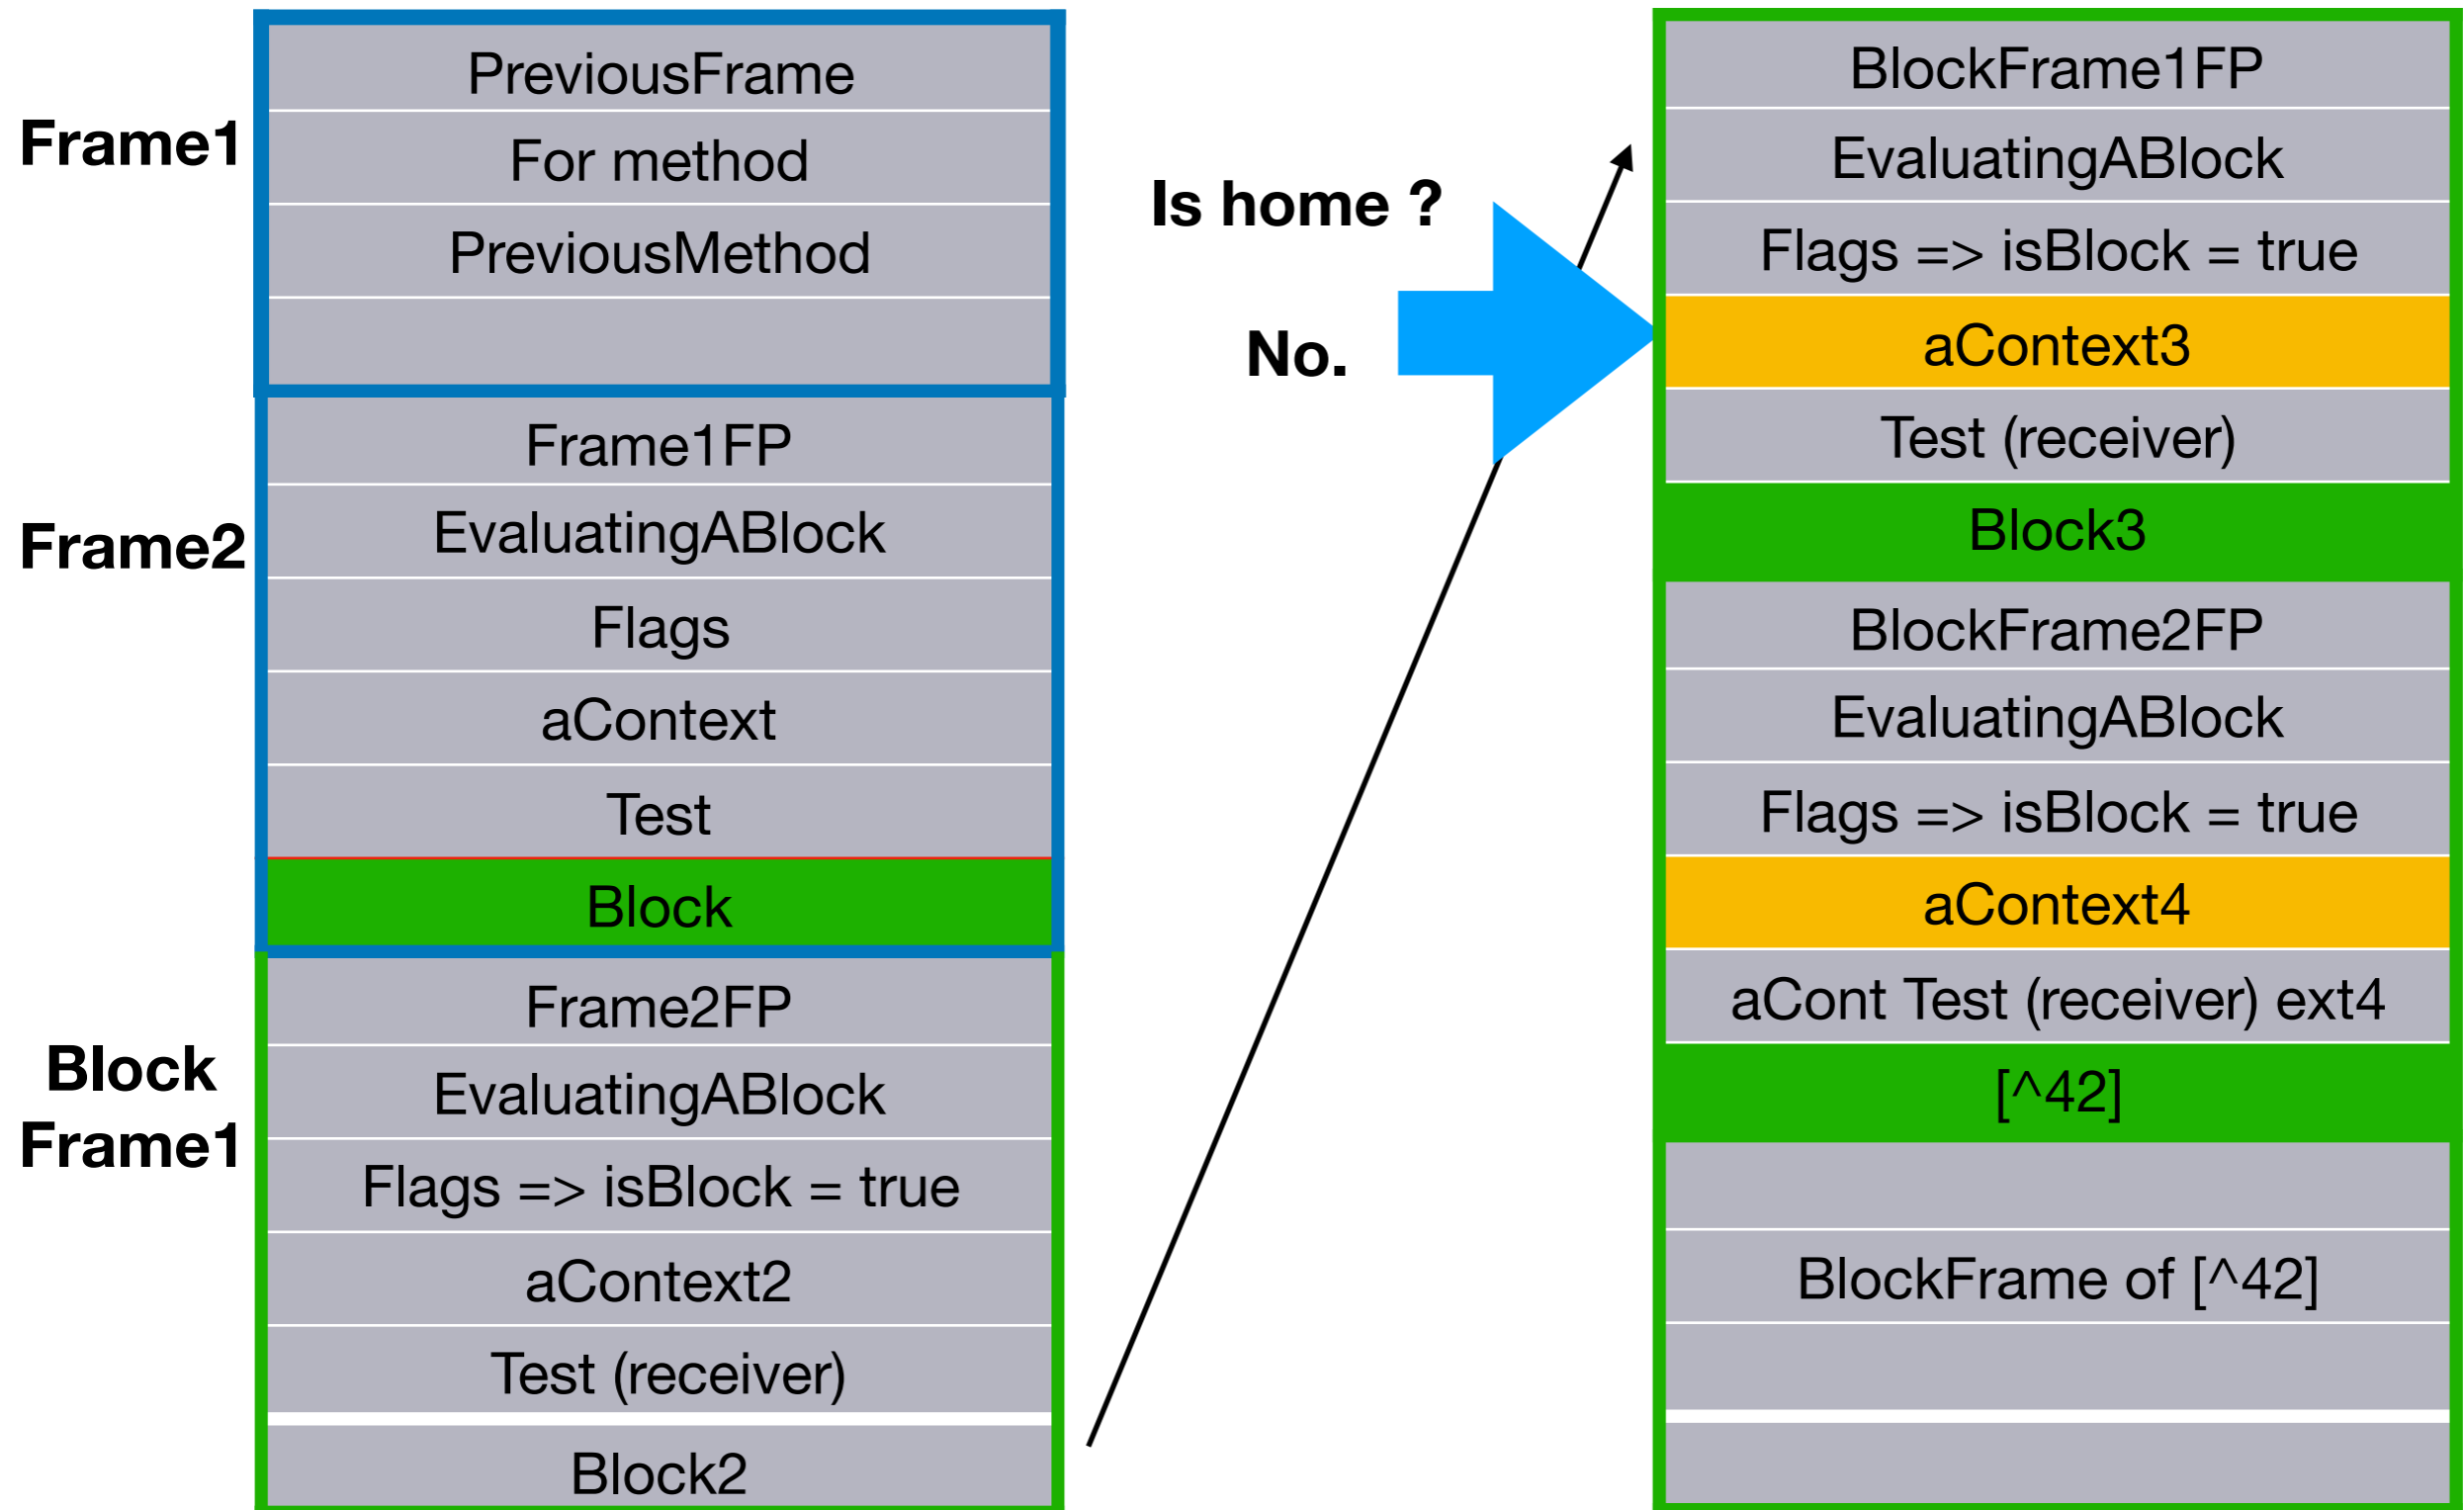 PreviousFrame
Frame1
For method
PreviousMethod
Frame1FP
EvaluatingABlock
Frame2
Flags
aContext
Test
Block
Frame2FP
Block
Frame1
EvaluatingABlock
Flags => isBlock = true
aContext2
Test (receiver)
Block2
Is home ?
No.
BlockFrame1FP
EvaluatingABlock
Flags => isBlock = true
aContext3
Test (receiver)
Block3
BlockFrame2FP
EvaluatingABlock
Flags => isBlock = true
aContext4
aCont Test (receiver) ext4
[^42]
BlockFrame of [^42]